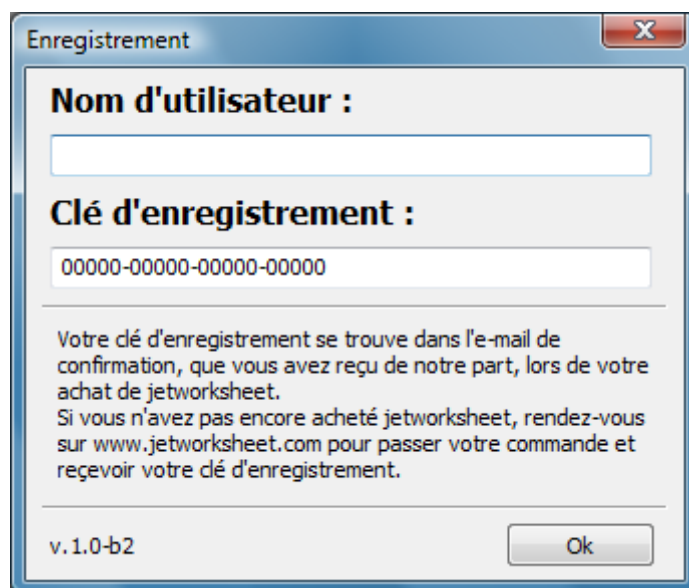 Enregistrement
Nom d'utilisateur :
Clé d'enregistrement :
00000-00000-00000-00000
Votre clé d'enregistrement se trouve dans l'e-mail de
confirmation, que vous avez reçu de notre part, lors de votre
achat de jetworksheet.
Si vous n'avez pas encore acheté jetworksheet, rendez-vous
sur www.jetworksheet.com pour passer votre commande et
reçevoir votre clé d'enregistrement.
v.1.0-b2
Ok